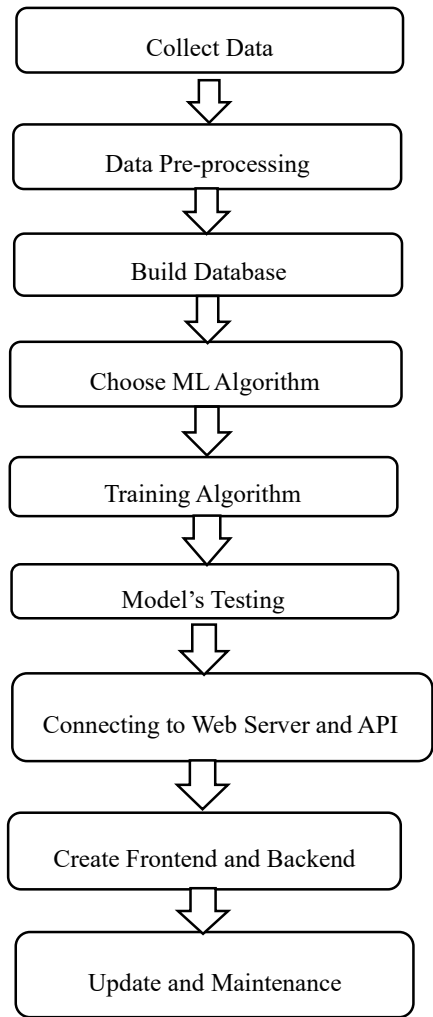 Collect Data
Data Pre-processing
Build Database
Choose ML Algorithm
Training Algorithm
Model’s Testing
Connecting to Web Server and API
Create Frontend and Backend
Update and Maintenance